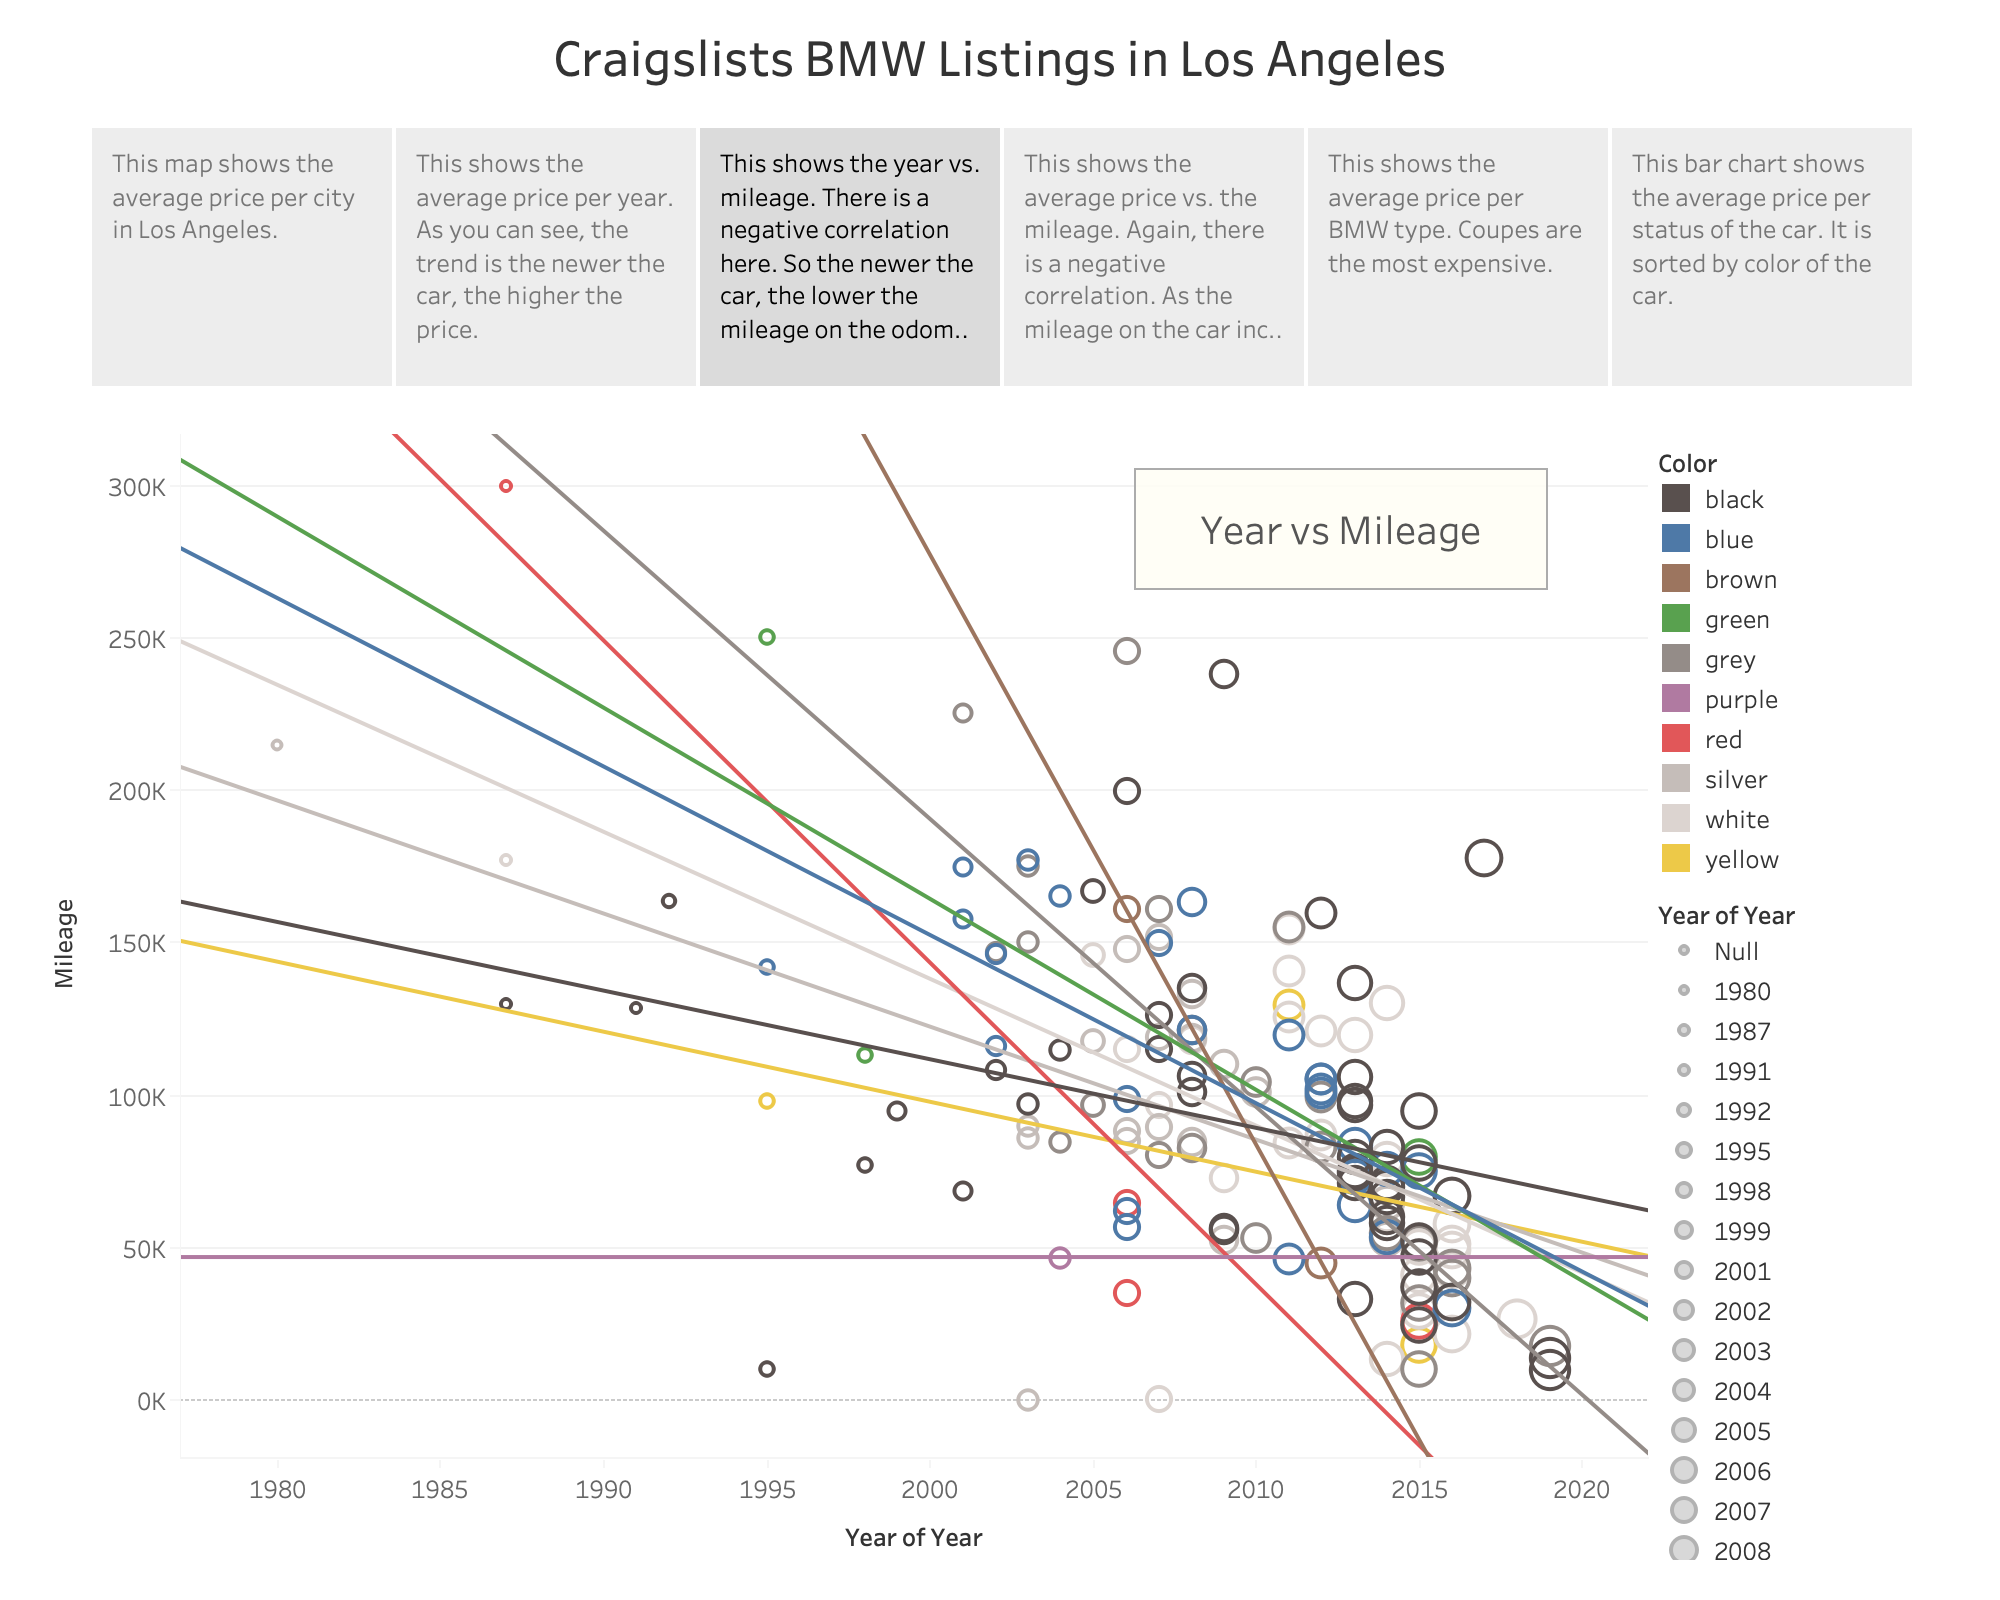 Craigslists BMW Listings in Los Angeles
This map shows the
average price per city
in Los Angeles.
This shows the
average price per year.
As you can see, the
trend is the newer the
car, the higher the
price.
This shows the year vs.
mileage. There is a
negative correlation
here. So the newer the
car, the lower the
mileage on the odom..
This shows the
average price vs. the
mileage. Again, there
is a negative
correlation. As the
mileage on the car inc..
This shows the
average price per
BMW type. Coupes are
the most expensive.
This bar chart shows
the average price per
status of the car. It is
sorted by color of the
car.
Year vs Mileage
Mileage
300K
250K
200K
150K
100K
50K
0K
1980
1985
1990
1995
2000
2005
2010
2015
2020
Year of Year
Color
black
blue
brown
green
grey
purple
red
silver
white
yellow
Year of Year
Null
1980
1987
1991
1992
1995
1998
1999
2001
2002
2003
2004
2005
2006
2007
2008